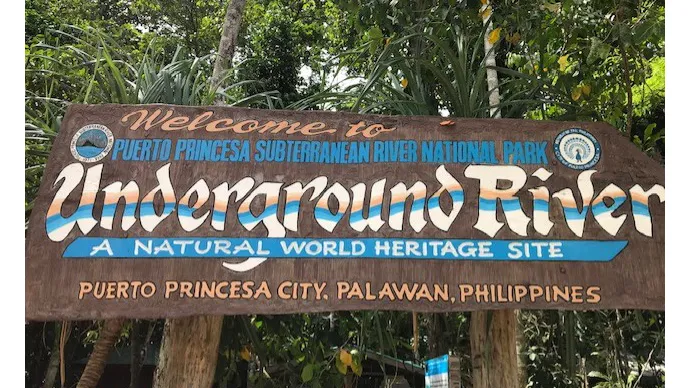 Welcome to
PUERTO PRINCESA SUBTERRANEAN RIVER NATIONAL PARK
Underground River
A NATURAL WORLD HERITAGE SITE
PUERTO PRINCESA CITY, PALAWAN, PHILIPPINES